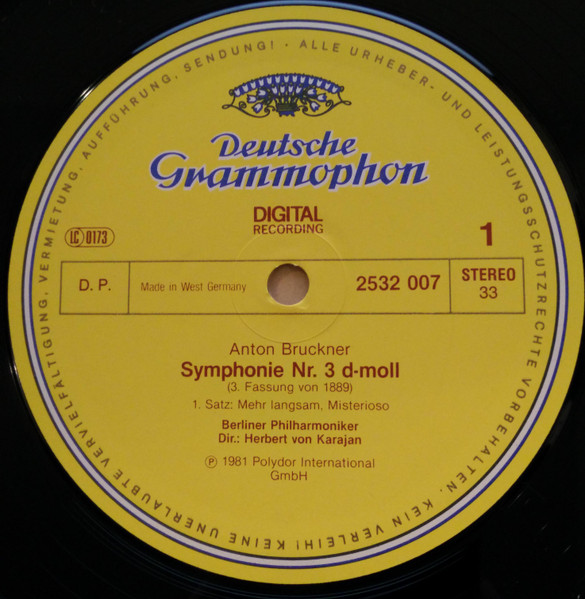 ALLE URHEBER- UND LEISTUNGSSCHUTZRECHTE VORBEHALTEN. KEIN VERLEIH! KEINE UNERLAUBTE VERVIELFÄLTIGUNG, VERMIETUNG, AUFFÜHRUNG, SENDUNG! ·
Deutsche
Grammophon
DIGITAL
RECORDING
LC 0173
1
D. P.
Made in West Germany
2532 007
STEREO
33
Anton Bruckner
Symphonie Nr. 3 d-moll
(3. Fassung von 1889)
1. Satz: Mehr langsam, Misterioso
Berliner Philharmoniker
Dir.: Herbert von Karajan
Ⓟ 1981 Polydor International
GmbH